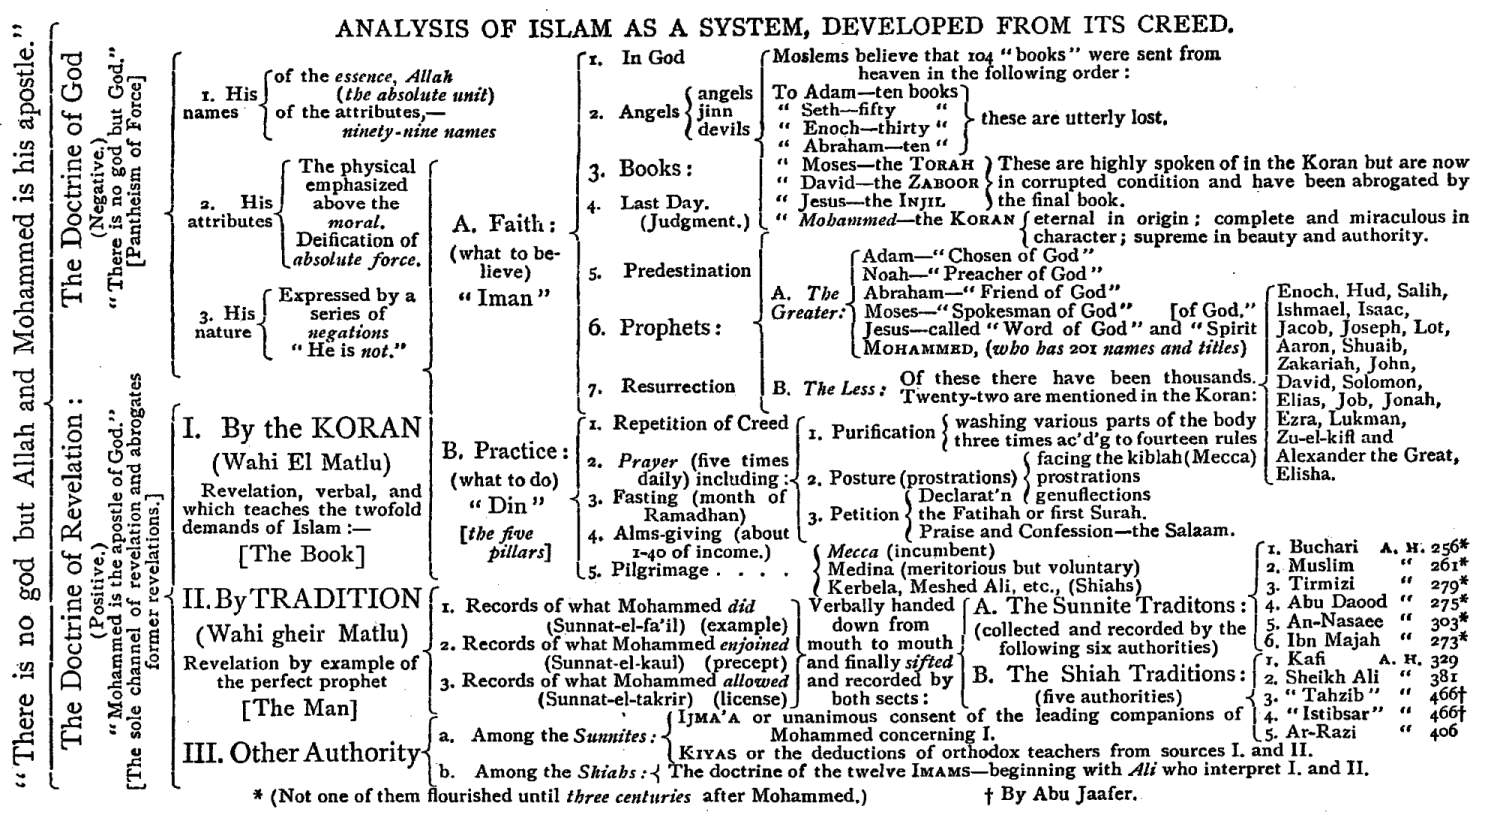 ANALYSIS OF ISLAM AS A SYSTEM, DEVELOPED FROM ITS CREED.
"There is no god but Allah and Mohammed is his apostle."
The Doctrine of God
(Negative.)
"There is no god but God."
[Pantheism of Force]
1. His names
of the essence, Allah
(the absolute unit)
of the attributes,—
ninety-nine names
2. His attributes
The physical
emphasized
above the
moral.
Deification of
absolute force.
3. His nature
Expressed by a
series of
negations
"He is not."
The Doctrine of Revelation:
(Positive.)
"Mohammed is the apostle of God."
[The sole channel of revelation and abrogates
former revelations.]
I. By the KORAN
(Wahi El Matlu)
Revelation, verbal, and
which teaches the twofold
demands of Islam:—
[The Book]
A. Faith:
(what to be-
lieve)
"Iman"
1. In God
2. Angels
angels
jinn
devils
3. Books:
4. Last Day.
(Judgment.)
5. Predestination
6. Prophets:
7. Resurrection
Moslems believe that 104 "books" were sent from
heaven in the following order:
To Adam—ten books
" Seth—fifty "
" Enoch—thirty "
" Abraham—ten "
these are utterly lost.
" Moses—the TORAH
" David—the ZABOOR
" Jesus—the INJIL
These are highly spoken of in the Koran but are now
in corrupted condition and have been abrogated by
the final book.
" Mohammed—the KORAN
eternal in origin; complete and miraculous in
character; supreme in beauty and authority.
A. The
Greater:
Adam—"Chosen of God"
Noah—"Preacher of God"
Abraham—"Friend of God"
Moses—"Spokesman of God" [of God."
Jesus—called "Word of God" and "Spirit
MOHAMMED, (who has 201 names and titles)
B. The Less:
Of these there have been thousands.
Twenty-two are mentioned in the Koran:
Enoch, Hud, Salih,
Ishmael, Isaac,
Jacob, Joseph, Lot,
Aaron, Shuaib,
Zakariah, John,
David, Solomon,
Elias, Job, Jonah,
Ezra, Lukman,
Zu-el-kifl and
Alexander the Great,
Elisha.
B. Practice:
(what to do)
"Din"
[the five
pillars]
1. Repetition of Creed
2. Prayer (five times
daily) including:
3. Fasting (month of
Ramadhan)
4. Alms-giving (about
1-40 of income.)
5. Pilgrimage . . . .
1. Purification
washing various parts of the body
three times ac'd'g to fourteen rules
2. Posture (prostrations)
facing the kiblah (Mecca)
prostrations
genuflections
3. Petition
Declarat'n
the Fatihah or first Surah.
Praise and Confession—the Salaam.
Mecca (incumbent)
Medina (meritorious but voluntary)
Kerbela, Meshed Ali, etc., (Shiahs)
II. By TRADITION
(Wahi gheir Matlu)
Revelation by example of
the perfect prophet
[The Man]
1. Records of what Mohammed did
(Sunnat-el-fa'il) (example)
2. Records of what Mohammed enjoined
(Sunnat-el-kaul) (precept)
3. Records of what Mohammed allowed
(Sunnat-el-takrir) (license)
Verbally handed
down from
mouth to mouth
and finally sifted
and recorded by
both sects:
A. The Sunnite Traditons:
(collected and recorded by the
following six authorities)
1. Buchari A. H. 256*
2. Muslim " 261*
3. Tirmizi " 279*
4. Abu Daood " 275*
5. An-Nasaee " 303*
6. Ibn Majah " 273*
B. The Shiah Traditions:
(five authorities)
1. Kafi A. H. 329
2. Sheikh Ali " 381
3. "Tahzib" " 466†
4. "Istibsar" " 466†
5. Ar-Razi " 406
III. Other Authority
a. Among the Sunnites:
IJMA'A or unanimous consent of the leading companions of
Mohammed concerning I.
KIYAS or the deductions of orthodox teachers from sources I. and II.
b. Among the Shiahs:
The doctrine of the twelve IMAMS—beginning with Ali who interpret I. and II.
* (Not one of them flourished until three centuries after Mohammed.)
† By Abu Jaafer.